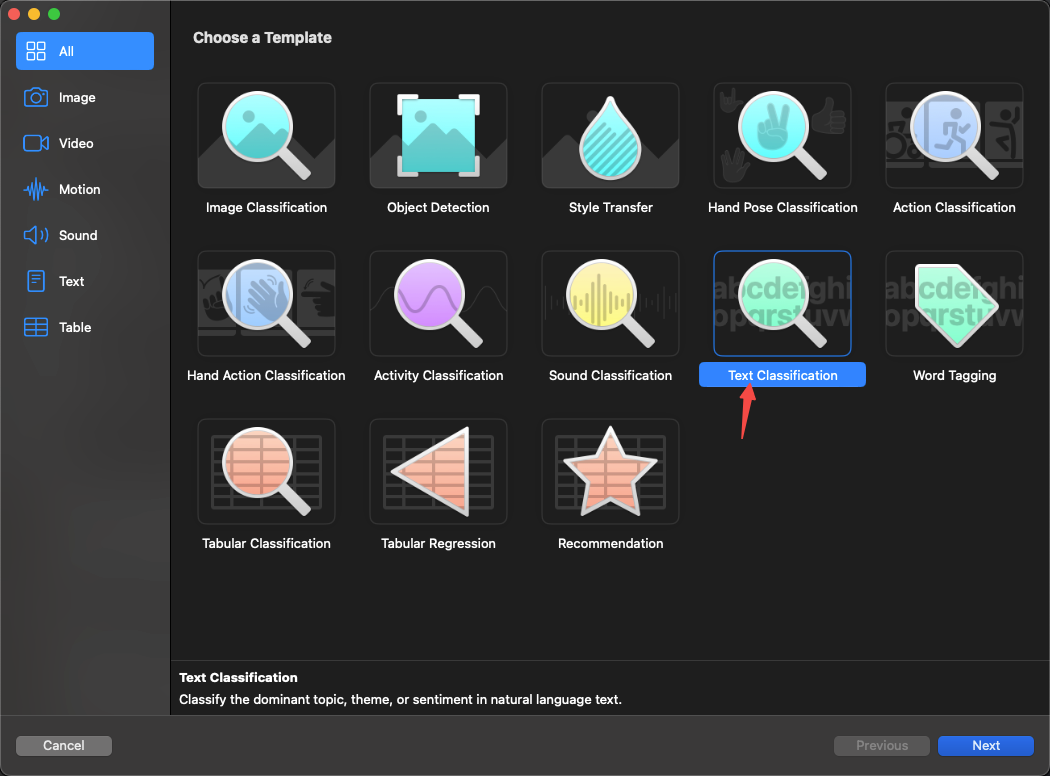 Choose a Template
All
Image
Video
Motion
Sound
Text
Table
Image Classification
Object Detection
Style Transfer
Hand Pose Classification
Action Classification
Hand Action Classification
Activity Classification
Sound Classification
abcdefghi
opqrstuvw
Text Classification
abcdefghi
opqrstuvw
Word Tagging
Tabular Classification
Tabular Regression
Recommendation
Text Classification
Classify the dominant topic, theme, or sentiment in natural language text.
Cancel
Previous
Next